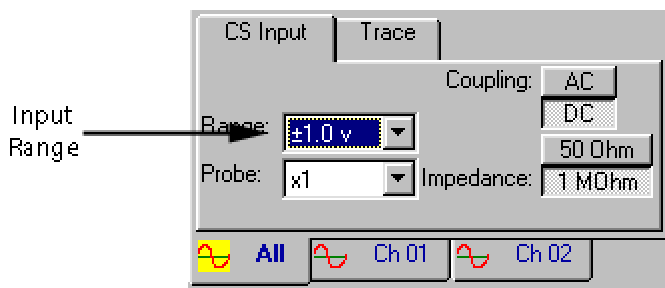 CS Input
Trace
Coupling:
AC
DC
Input
Range
Range:
±1.0 v
50 Ohm
Probe:
x1
Impedance:
1 MOhm
All
Ch 01
Ch 02